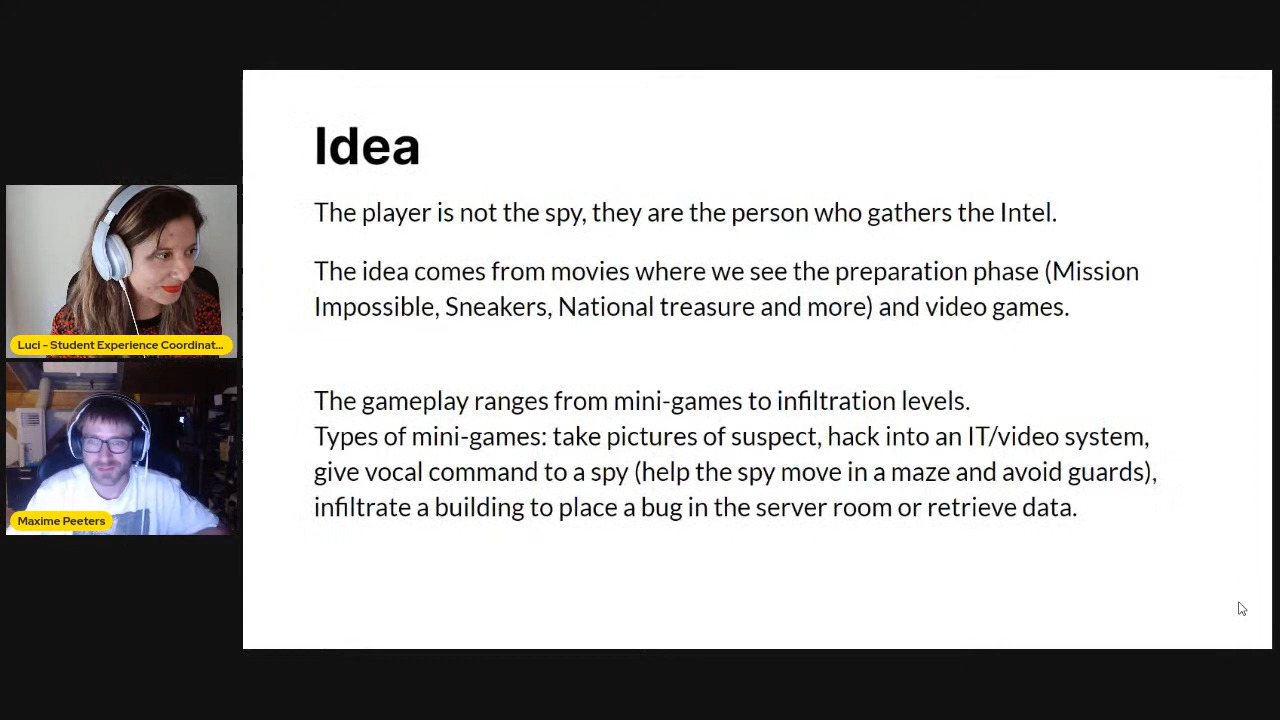 Idea
The player is not the spy, they are the person who gathers the Intel.
The idea comes from movies where we see the preparation phase (Mission
Impossible, Sneakers, National treasure and more) and video games.
The gameplay ranges from mini-games to infiltration levels.
Types of mini-games: take pictures of suspect, hack into an IT/video system,
give vocal command to a spy (help the spy move in a maze and avoid guards),
infiltrate a building to place a bug in the server room or retrieve data.
Luci - Student Experience Coordinat...
Maxime Peeters